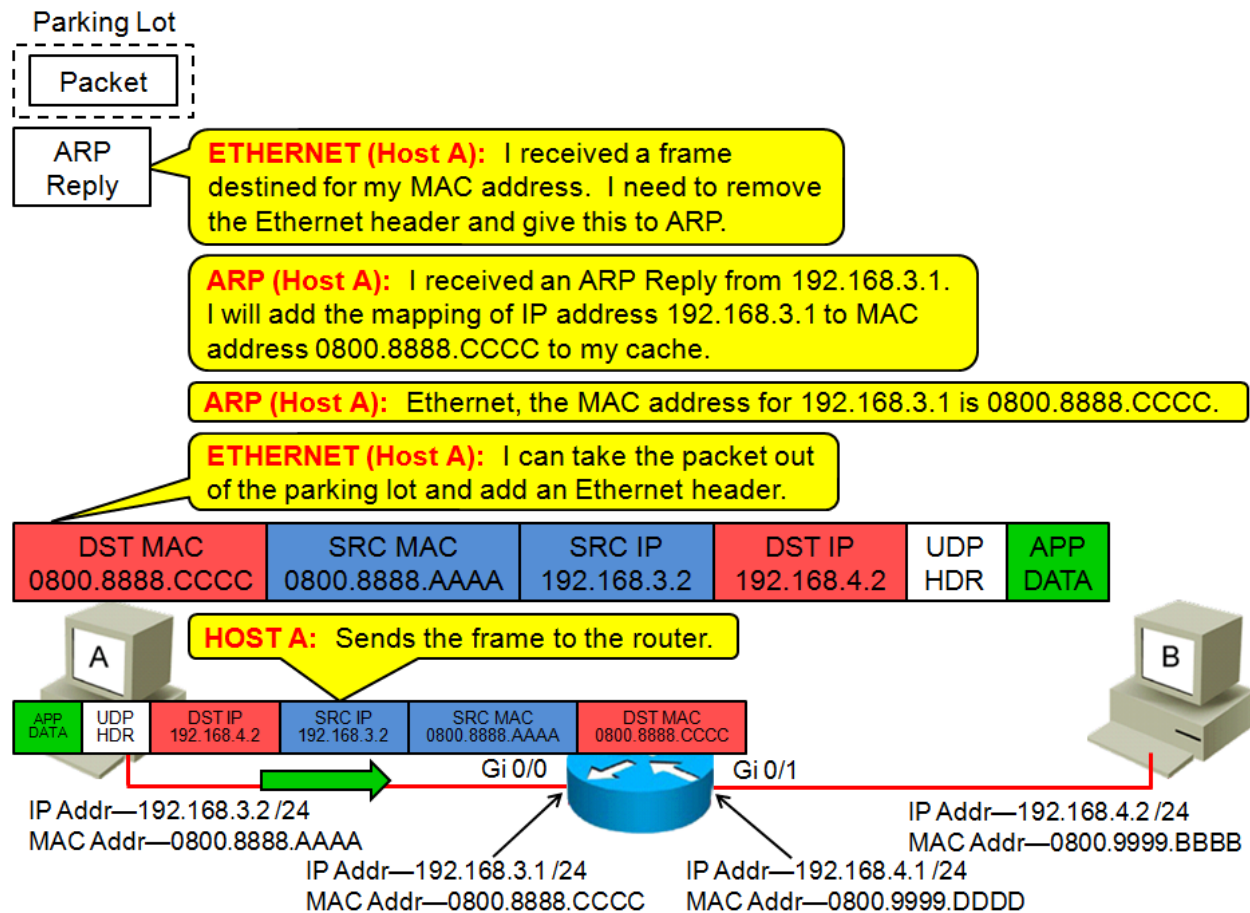 Parking Lot
Packet
ARP
Reply
ETHERNET (Host A): I received a frame
destined for my MAC address. I need to remove
the Ethernet header and give this to ARP.
ARP (Host A): I received an ARP Reply from 192.168.3.1.
I will add the mapping of IP address 192.168.3.1 to MAC
address 0800.8888.CCCC to my cache.
ARP (Host A): Ethernet, the MAC address for 192.168.3.1 is 0800.8888.CCCC.
ETHERNET (Host A): I can take the packet out
of the parking lot and add an Ethernet header.
DST MAC
0800.8888.CCCC
SRC MAC
0800.8888.AAAA
SRC IP
192.168.3.2
DST IP
192.168.4.2
UDP
HDR
APP
DATA
A
HOST A: Sends the frame to the router.
B
APP
DATA
UDP
HDR
DST IP
192.168.4.2
SRC IP
192.168.3.2
SRC MAC
0800.8888.AAAA
DST MAC
0800.8888.CCCC
Gi 0/0
Gi 0/1
IP Addr—192.168.3.2 /24
MAC Addr—0800.8888.AAAA
IP Addr—192.168.3.1 /24
MAC Addr—0800.8888.CCCC
IP Addr—192.168.4.1 /24
MAC Addr—0800.9999.DDDD
IP Addr—192.168.4.2 /24
MAC Addr—0800.9999.BBBB